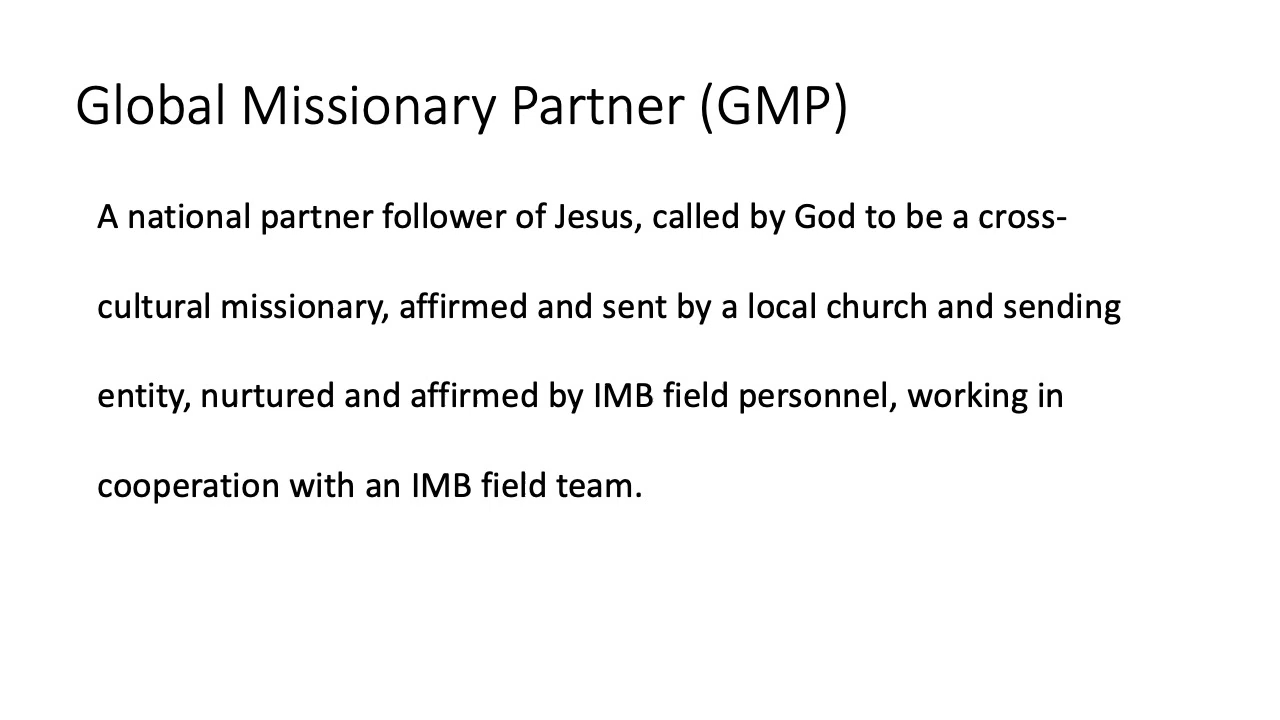 Global Missionary Partner (GMP)
A national partner follower of Jesus, called by God to be a cross-
cultural missionary, affirmed and sent by a local church and sending
entity, nurtured and affirmed by IMB field personnel, working in
cooperation with an IMB field team.